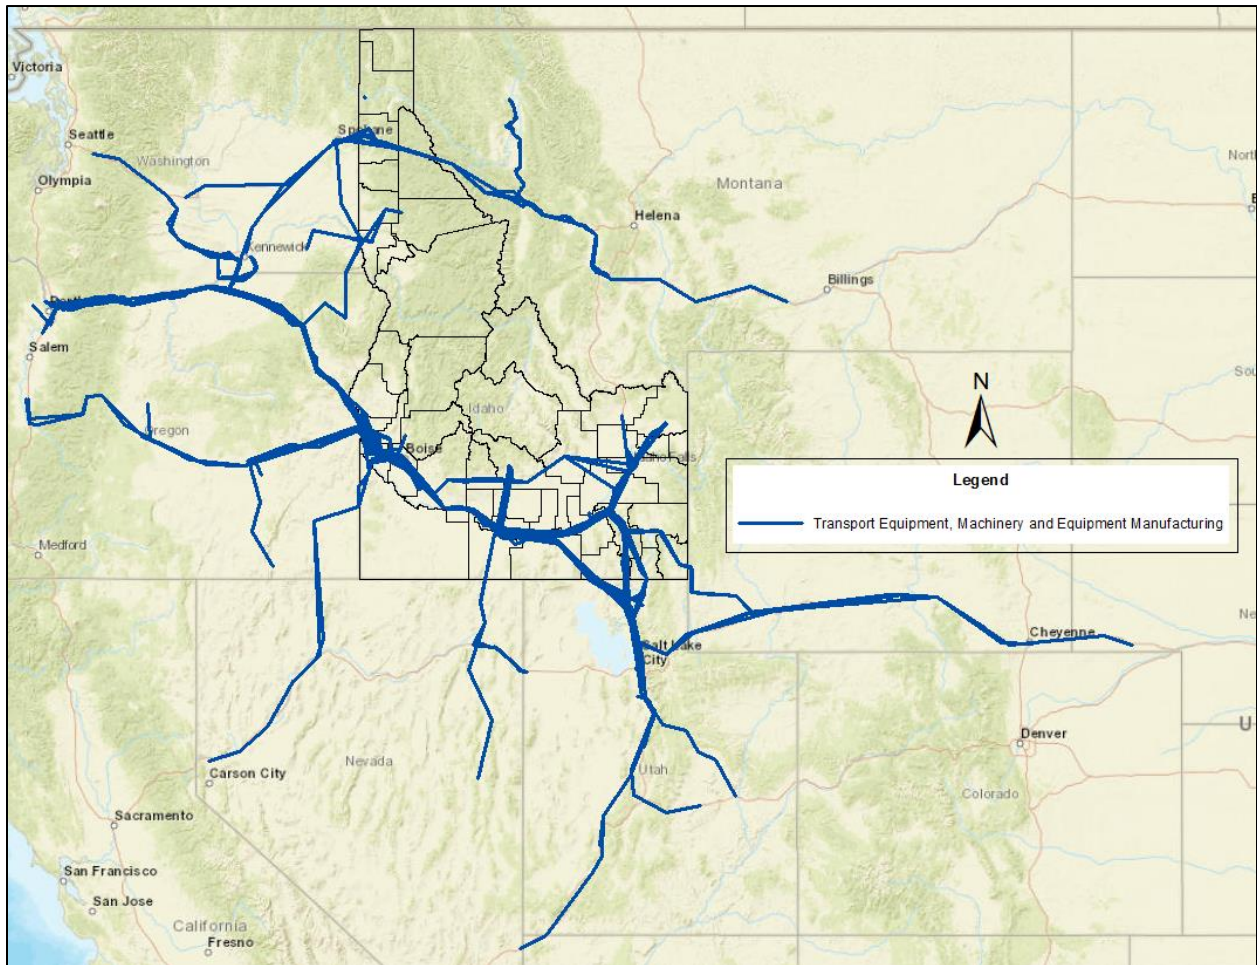 Victoria
Seattle
Spokane
Washington
Olympia
Montana
Helena
Kennewick
Billings
Salem
Idaho
Oregon
Boise
N
Legend
Transport Equipment, Machinery and Equipment Manufacturing
Medford
Cheyenne
Salt Lake
City
Denver
U
Nevada
Utah
Carson City
Colorado
Sacramento
San Francisco
San Jose
California
Fresno